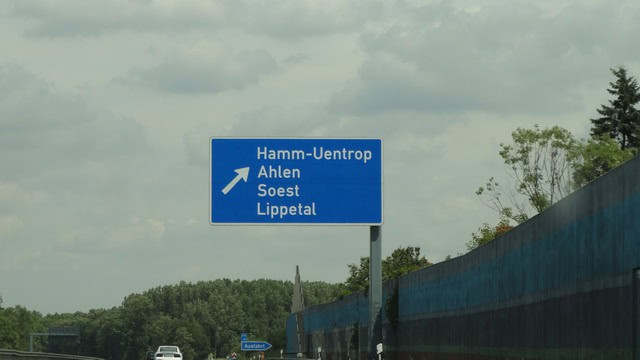 Hamm-Uentrop
Ahlen
Soest
Lippetal
Ausfahrt